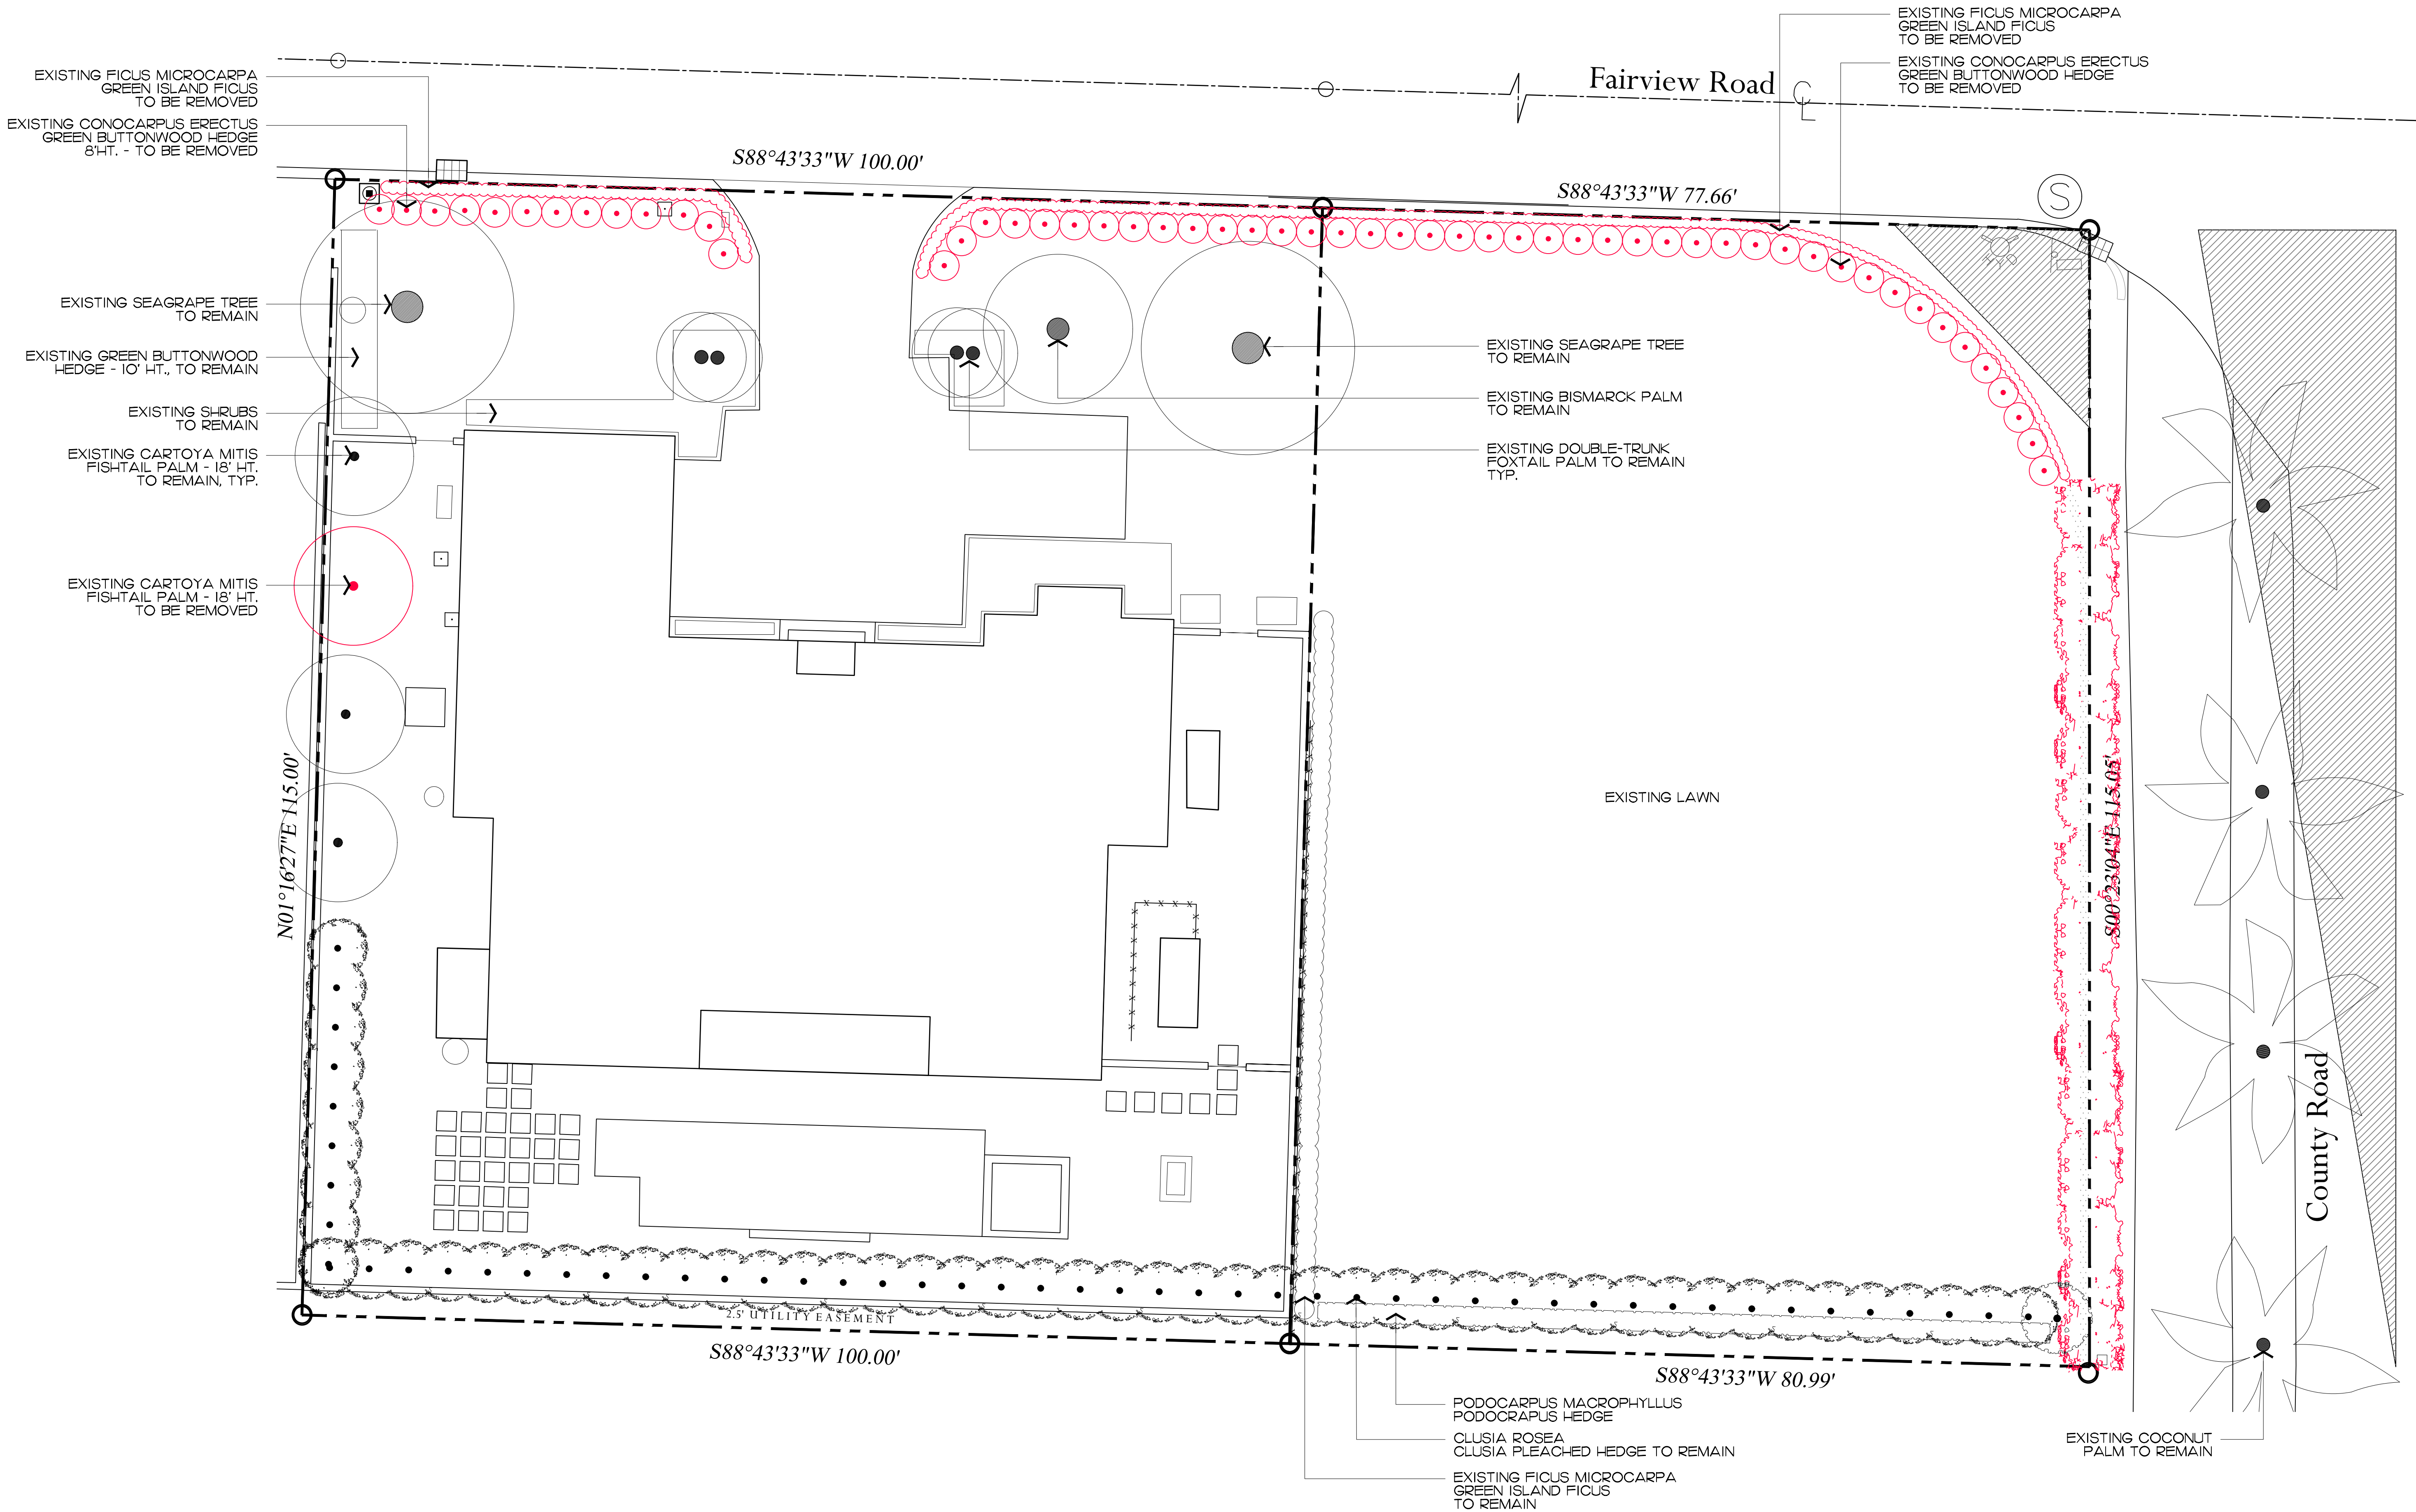 EXISTING FICUS MICROCARPA
GREEN ISLAND FICUS
TO BE REMOVED
EXISTING CONOCARPUS ERECTUS
GREEN BUTTONWOOD HEDGE
TO BE REMOVED
Fairview Road
CL
EXISTING FICUS MICROCARPA
GREEN ISLAND FICUS
TO BE REMOVED
EXISTING CONOCARPUS ERECTUS
GREEN BUTTONWOOD HEDGE
8'HT. - TO BE REMOVED
S88°43'33"W 100.00'
S88°43'33"W 77.66'
S
EXISTING SEAGRAPE TREE
TO REMAIN
EXISTING GREEN BUTTONWOOD
HEDGE - 10' HT., TO REMAIN
EXISTING SHRUBS
TO REMAIN
EXISTING CARTOYA MITIS
FISHTAIL PALM - 18' HT.
TO REMAIN, TYP.
EXISTING CARTOYA MITIS
FISHTAIL PALM - 18' HT.
TO BE REMOVED
EXISTING SEAGRAPE TREE
TO REMAIN
EXISTING BISMARCK PALM
TO REMAIN
EXISTING DOUBLE-TRUNK
FOXTAIL PALM TO REMAIN
TYP.
N01°16'27"E 115.00'
EXISTING LAWN
S00°23'04"E 115.05'
County Road
2.5' UTILITY EASEMENT
S88°43'33"W 100.00'
S88°43'33"W 80.99'
PODOCARPUS MACROPHYLLUS
PODOCRAPUS HEDGE
CLUSIA ROSEA
CLUSIA PLEACHED HEDGE TO REMAIN
EXISTING FICUS MICROCARPA
GREEN ISLAND FICUS
TO REMAIN
EXISTING COCONUT
PALM TO REMAIN